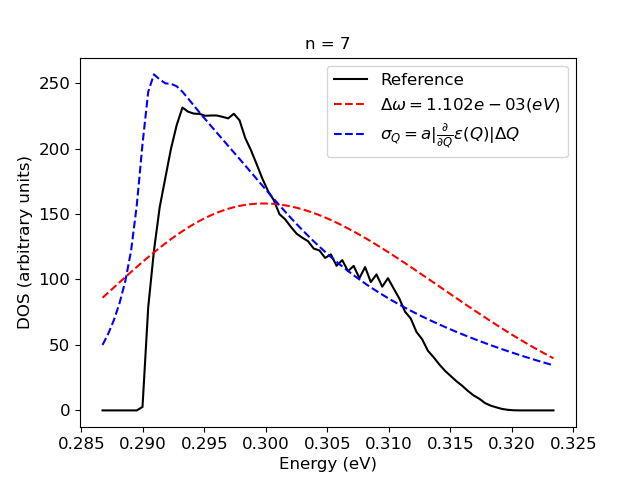 n = 7
DOS (arbitrary units)
250
200
150
100
50
0
Reference
Δω = 1.102e − 03(eV)
σ_Q = a|∂/∂Q ε(Q)|ΔQ
0.285 0.290 0.295 0.300 0.305 0.310 0.315 0.320 0.325
Energy (eV)